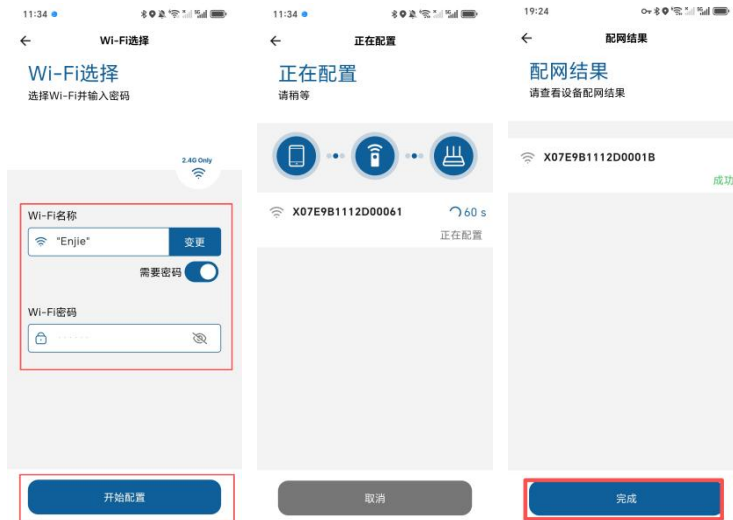 11:34
Wi-Fi选择
Wi-Fi选择
选择Wi-Fi并输入密码
2.4G Only
Wi-Fi名称
"Enjie"
变更
需要密码
Wi-Fi密码
开始配置
11:34
正在配置
正在配置
请稍等
X07E9B1112D00061
60 s
正在配置
取消
19:24
配网结果
配网结果
请查看设备配网结果
X07E9B1112D0001B
成功
完成